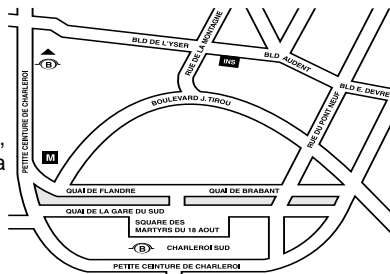 BLD DE L'YSER
RUE DE LA MONTAGNE
BLD AUDENT
BLD E. DEVRE
INS
B
PETITE CEINTURE DE CHARLEROI
BOULEVARD J. TIROU
RUE DU PONT NEUF
,
a
M
QUAI DE FLANDRE
QUAI DE BRABANT
QUAI DE LA GARE DU SUD
SQUARE DES
MARTYRS DU 18 AOUT
B CHARLEROI SUD
PETITE CEINTURE DE CHARLEROI